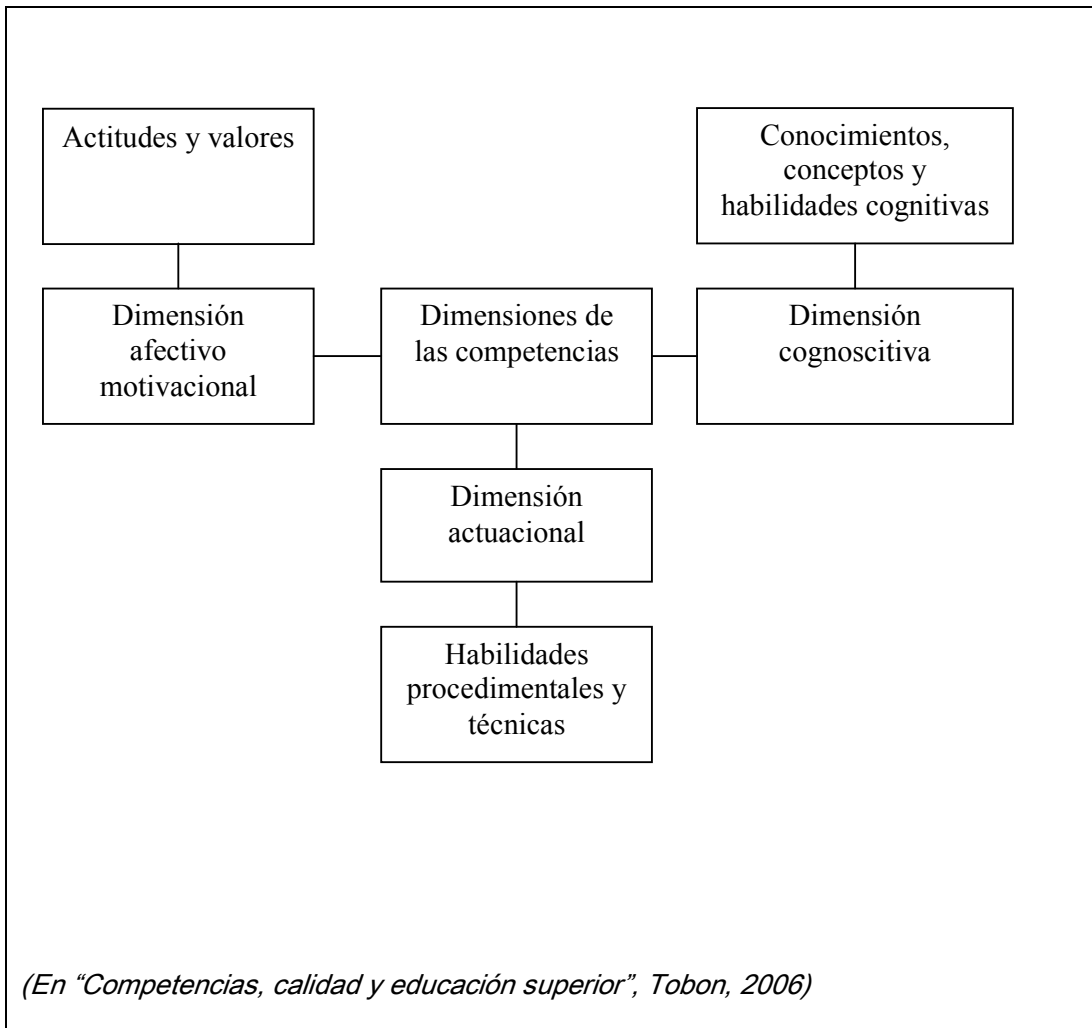 Actitudes y valores
Conocimientos,
conceptos y
habilidades cognitivas
Dimensión
afectivo
motivacional
Dimensiones de
las competencias
Dimensión
cognoscitiva
Dimensión
actuacional
Habilidades
procedimentales y
técnicas
(En “Competencias, calidad y educación superior”, Tobon, 2006)